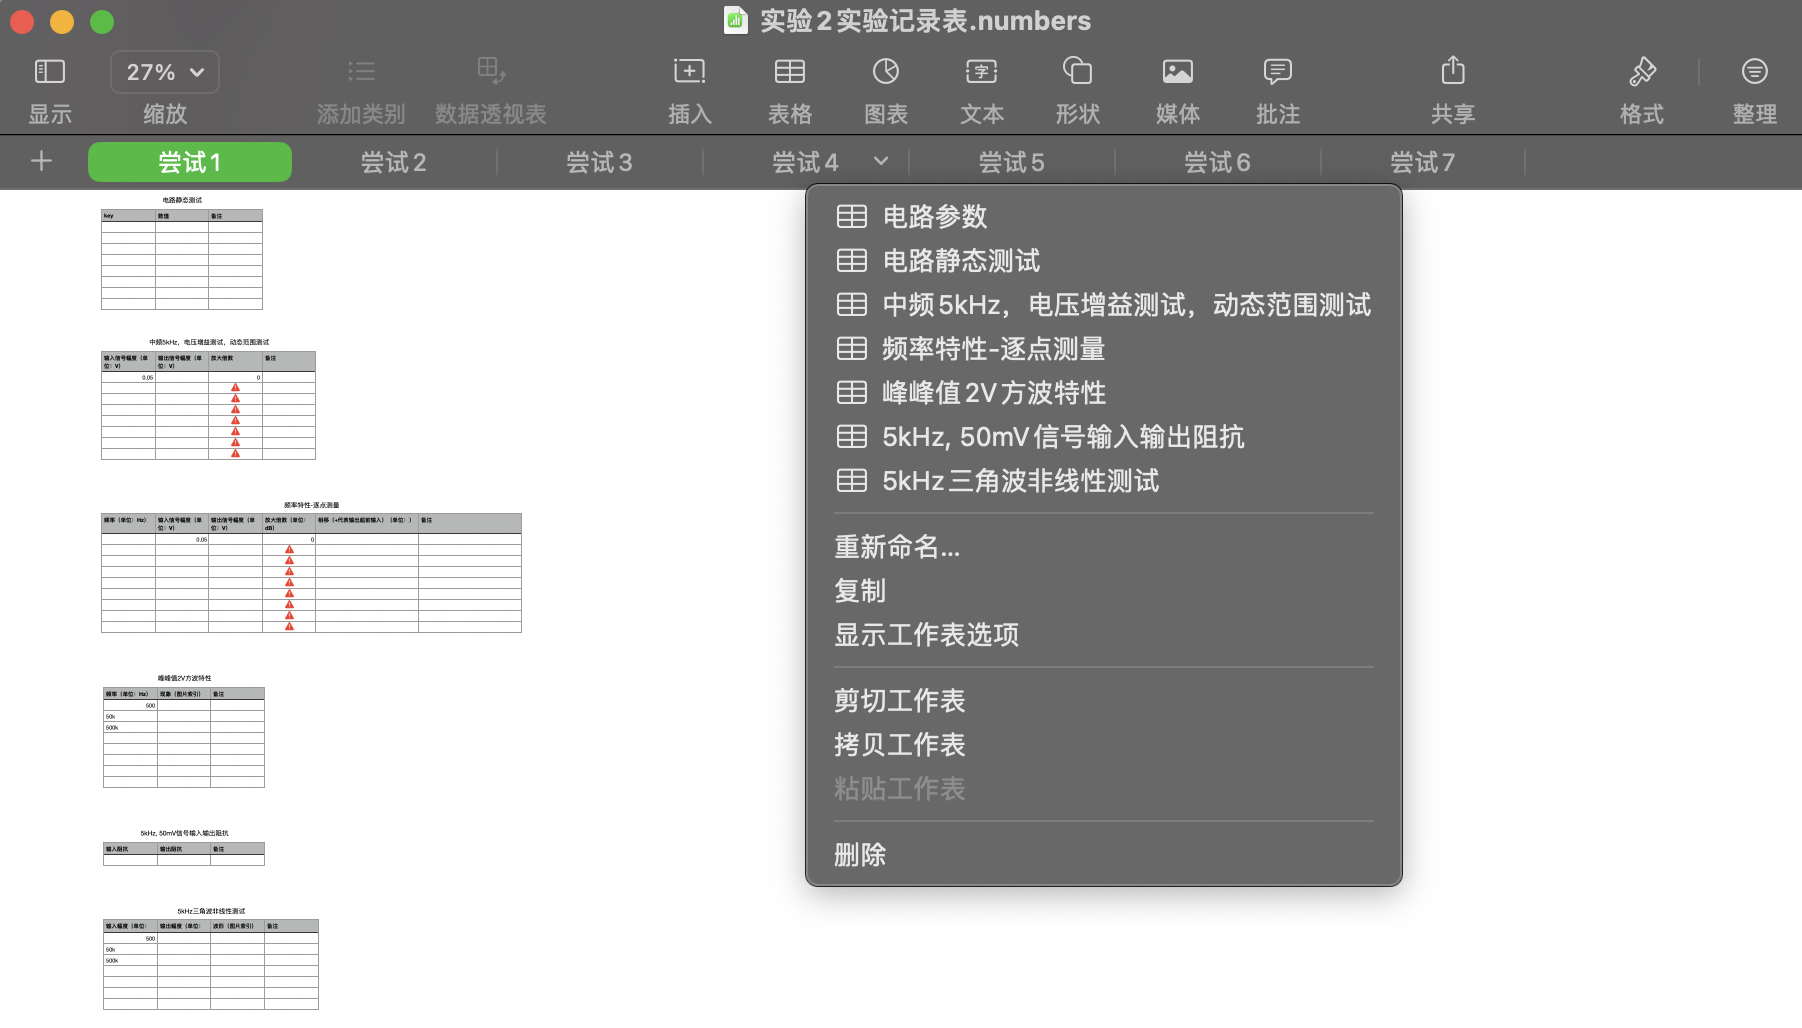 实验2实验记录表.numbers
27%
显示
缩放
添加类别
数据透视表
插入
表格
图表
文本
形状
媒体
批注
共享
格式
整理
尝试1
尝试2
尝试3
尝试4
尝试5
尝试6
尝试7
电路静态测试
key 数值 备注
中频5kHz，电压增益测试，动态范围测试
输入信号幅度（单位：V） 输出信号幅度（单位：V） 放大倍数 备注
0.05 0
频率特性-逐点测量
频率（单位：Hz） 输入信号幅度（单位：V） 输出信号幅度（单位：V） 放大倍数（单位：dB） 相移（+代表输出超前输入）（单位：） 备注
0.05 0
峰峰值2V方波特性
频率（单位：Hz） 现象（图片索引） 备注
500
50k
500k
5kHz, 50mV信号输入输出阻抗
输入阻抗 输出阻抗 备注
5kHz三角波非线性测试
输入幅度（单位： 输出幅度（单位： 波形（图片索引） 备注
500
50k
500k
电路参数
电路静态测试
中频5kHz，电压增益测试，动态范围测试
频率特性-逐点测量
峰峰值2V方波特性
5kHz, 50mV信号输入输出阻抗
5kHz三角波非线性测试
重新命名...
复制
显示工作表选项
剪切工作表
拷贝工作表
粘贴工作表
删除